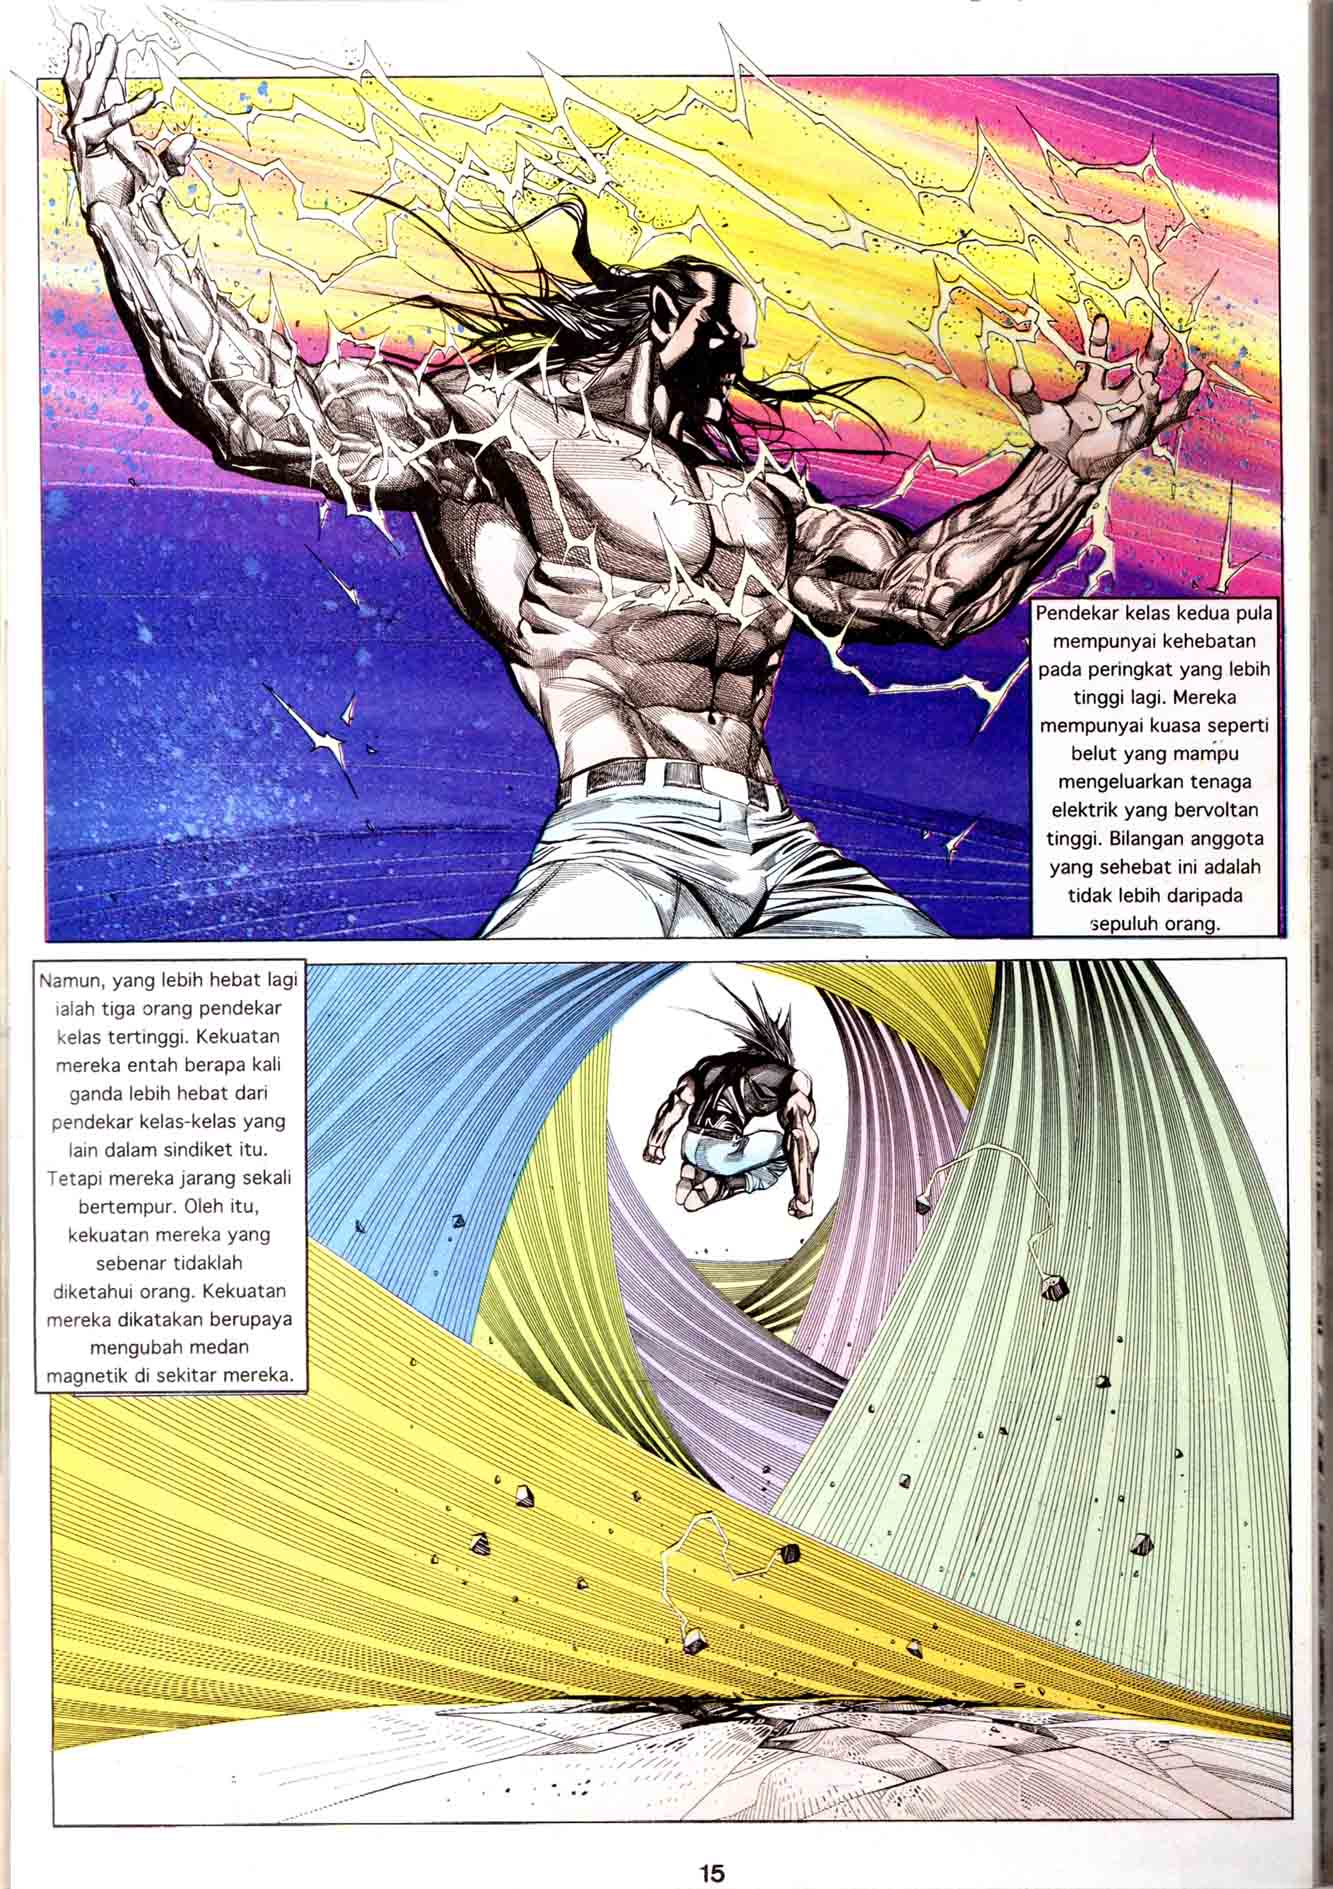 Pendekar kelas kedua pula
mempunyai kehebatan
pada peringkat yang lebih
tinggi lagi. Mereka
mempunyai kuasa seperti
belut yang mampu
mengeluarkan tenaga
elektrik yang bervoltan
tinggi. Bilangan anggota
yang sehebat ini adalah
tidak lebih daripada
sepuluh orang.
Namun, yang lebih hebat lagi
ialah tiga orang pendekar
kelas tertinggi. Kekuatan
mereka entah berapa kali
ganda lebih hebat dari
pendekar kelas-kelas yang
lain dalam sindiket itu.
Tetapi mereka jarang sekali
bertempur. Oleh itu,
kekuatan mereka yang
sebenar tidaklah
diketahui orang. Kekuatan
mereka dikatakan berupaya
mengubah medan
magnetik di sekitar mereka.
15